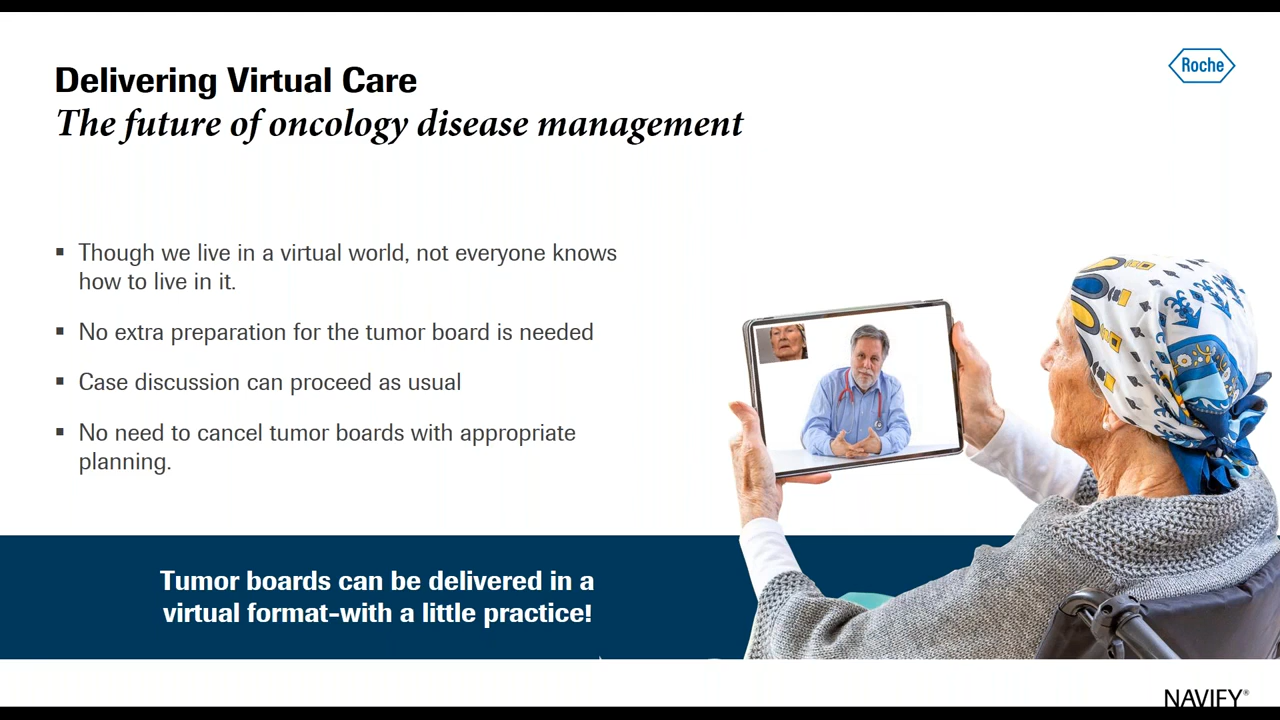 Delivering Virtual Care
Roche
The future of oncology disease management
▪ Though we live in a virtual world, not everyone knows
how to live in it.
▪ No extra preparation for the tumor board is needed
▪ Case discussion can proceed as usual
▪ No need to cancel tumor boards with appropriate
planning.
Tumor boards can be delivered in a
virtual format-with a little practice!
NAVIFY®